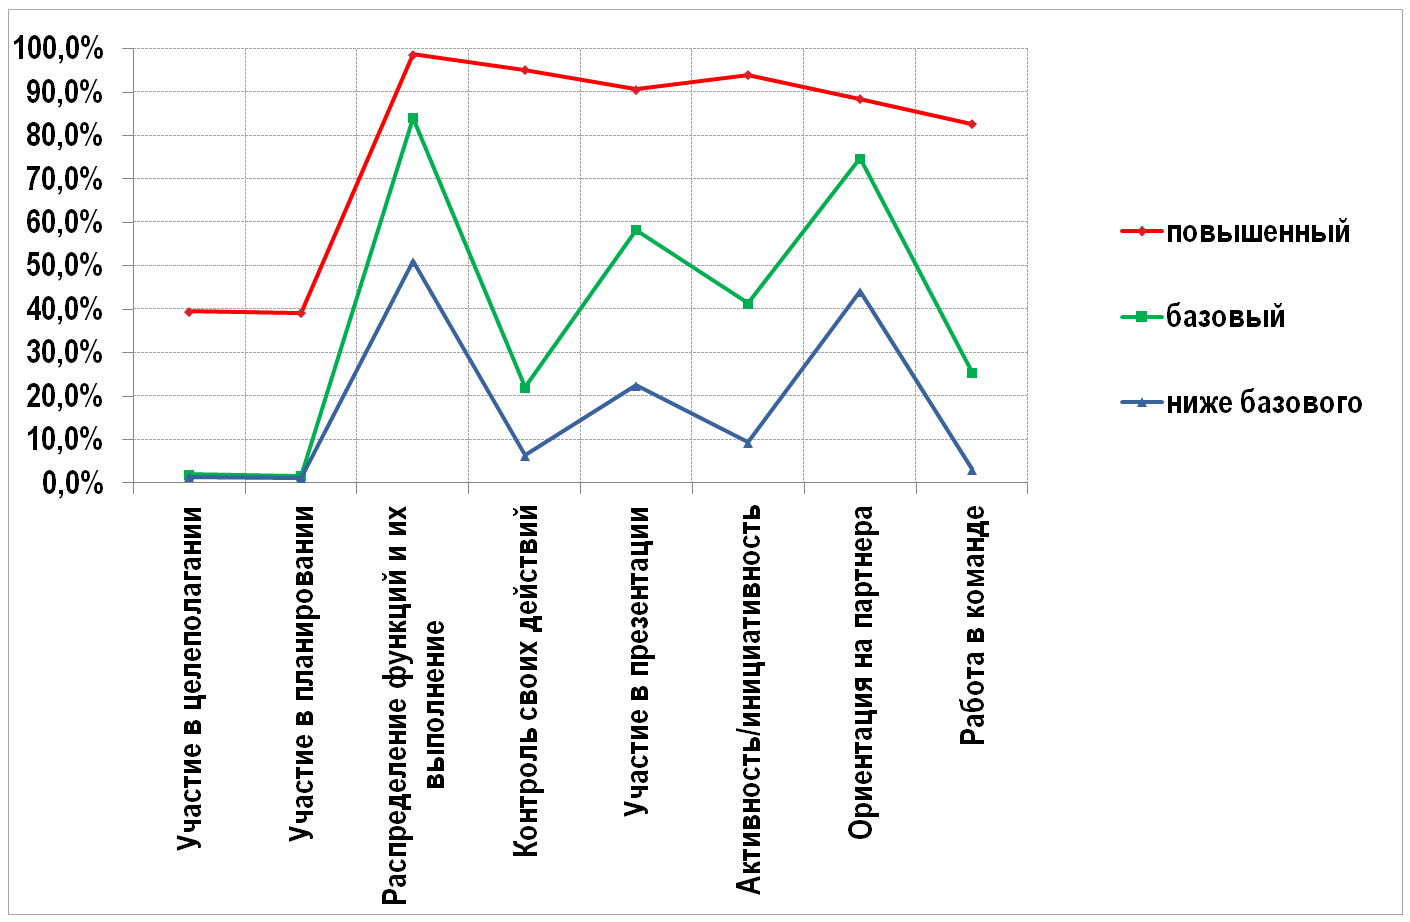 100,0%
90,0%
80,0%
70,0%
60,0%
50,0%
40,0%
30,0%
20,0%
10,0%
0,0%
Участие в целеполагании
Участие в планировании
Распределение функций и их
выполнение
Контроль своих действий
Участие в презентации
Активность/инициативность
Ориентация на партнера
Работа в команде
повышенный
базовый
ниже базового